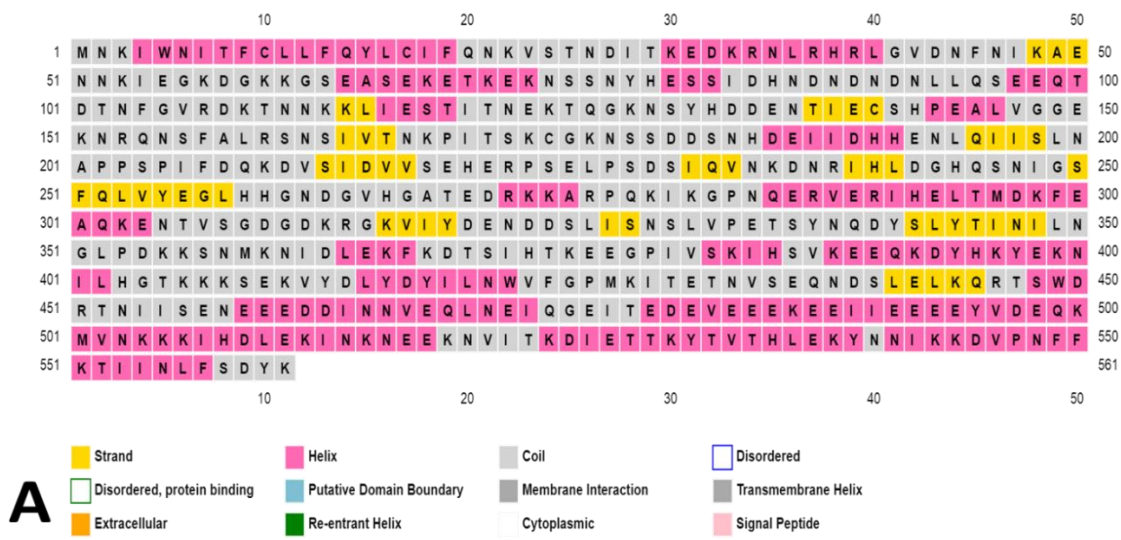 10 20 30 40 50
1 M N K I W N I T F C L L F Q Y L C I F Q N K V S T N D I T K E D K R N L R H R L G V D N F N I K A E 50
51 N N K I E G K D G K K G S E A S E K E T K E K N S S N Y H E S S I D H N D N D N D N L L Q S E E Q T 100
101 D T N F G V R D K T N N K K L I E S T I T N E K T Q G K N S Y H D D E N T I E C S H P E A L V G G E 150
151 K N R Q N S F A L R S N S I V T N K P I T S K C G K N S S D D S N H D E I I D H H E N L Q I I S L N 200
201 A P P S P I F D Q K D V S I D V V S E H E R P S E L P S D S I Q V N K D N R I H L D G H Q S N I G S 250
251 F Q L V Y E G L H H G N D G V H G A T E D R K K A R P Q K I K G P N Q E R V E R I H E L T M D K F E 300
301 A Q K E N T V S G D G D K R G K V I Y D E N D D S L I S N S L V P E T S Y N Q D Y S L Y T I N I L N 350
351 G L P D K K S N M K N I D L E K F K D T S I H T K E E G P I V S K I H S V K E E Q K D Y H K Y E K N 400
401 I L H G T K K K S E K V Y D L Y D Y I L N W V F G P M K I T E T N V S E Q N D S L E L K Q R T S W D 450
451 R T N I I S E N E E E D D I N N V E Q L N E I Q G E I T E D E V E E E K E E I I E E E E Y V D E Q K 500
501 M V N K K K I H D L E K I N K N E E K N V I T K D I E T T K Y T V T H L E K Y N N I K K D V P N F F 550
551 K T I I N L F S D Y K 561
10 20 30 40 50
Strand Helix Coil Disordered
Disordered, protein binding Putative Domain Boundary Membrane Interaction Transmembrane Helix
Extracellular Re-entrant Helix Cytoplasmic Signal Peptide
A